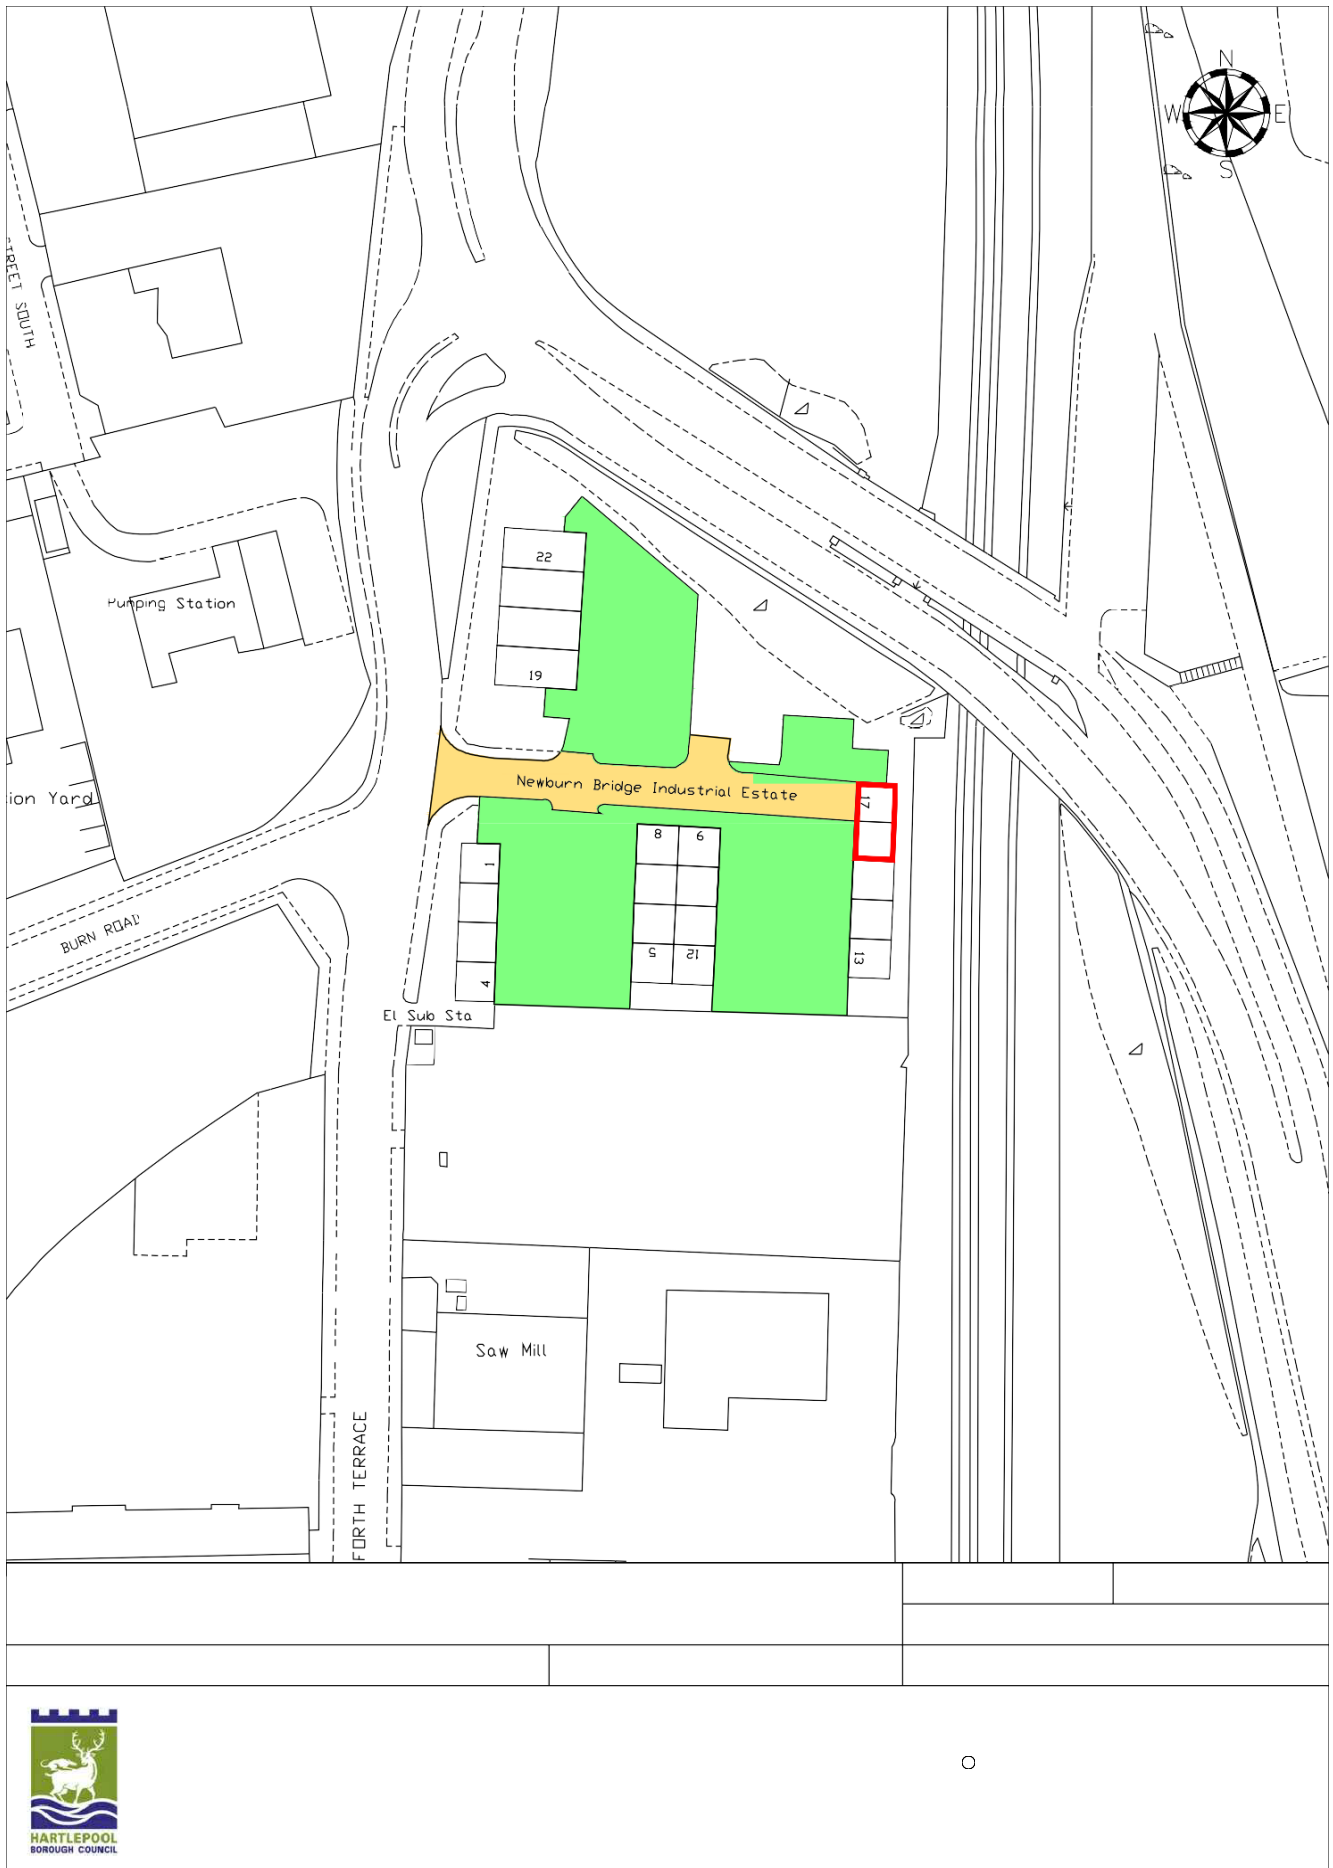 N
W E
S
TREET SOUTH
22
Pumping Station
19
Newburn Bridge Industrial Estate
17
ion Yard
8 6
1
BURN ROAD
5 12
13
4
El Sub Sta
Saw Mill
FORTH TERRACE
HARTLEPOOL
BOROUGH COUNCIL